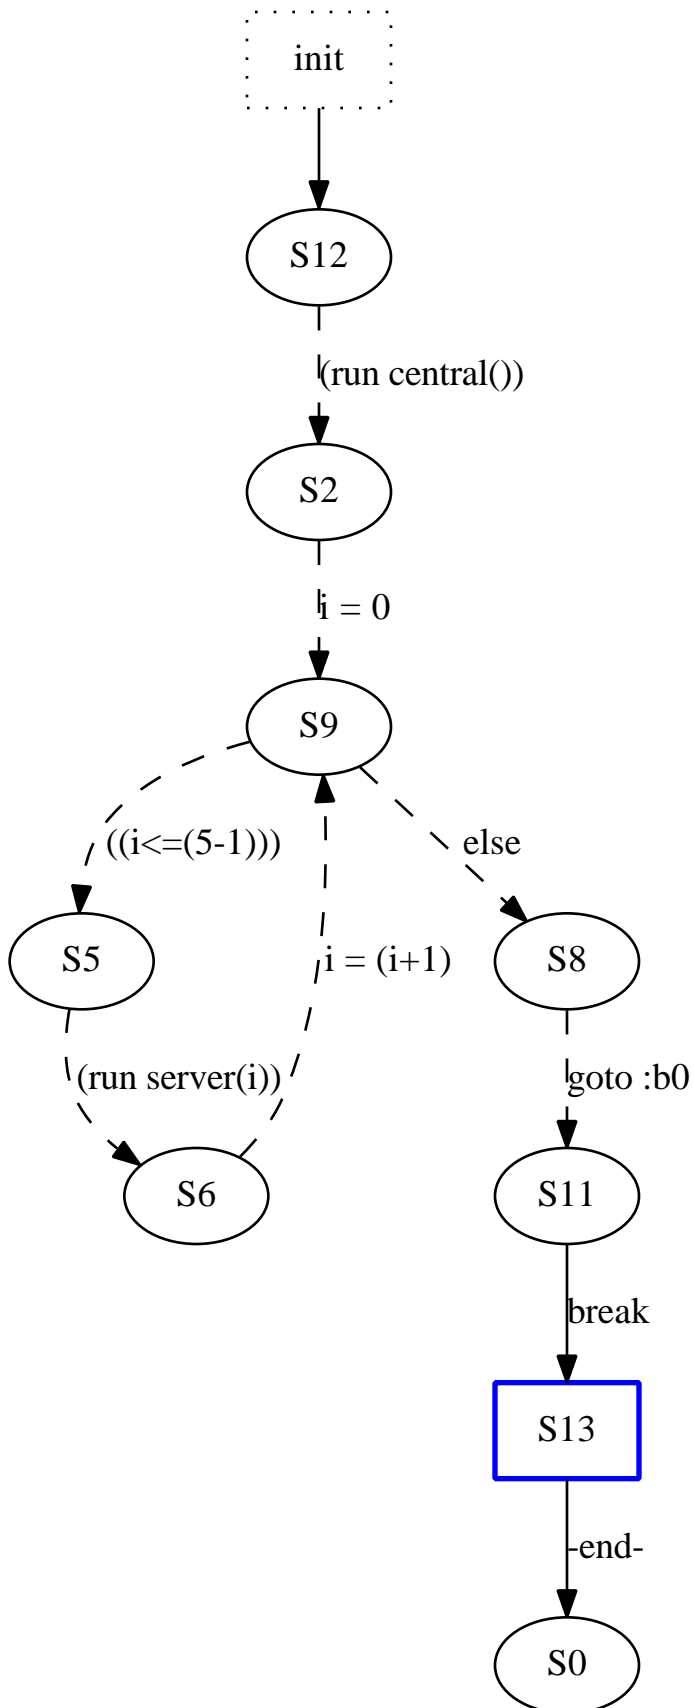 init
S12
(run central())
S2
i = 0
S9
((i<=(5-1)))
else
S5
i = (i+1)
S8
(run server(i))
goto :b0
S6
S11
break
S13
-end-
S0